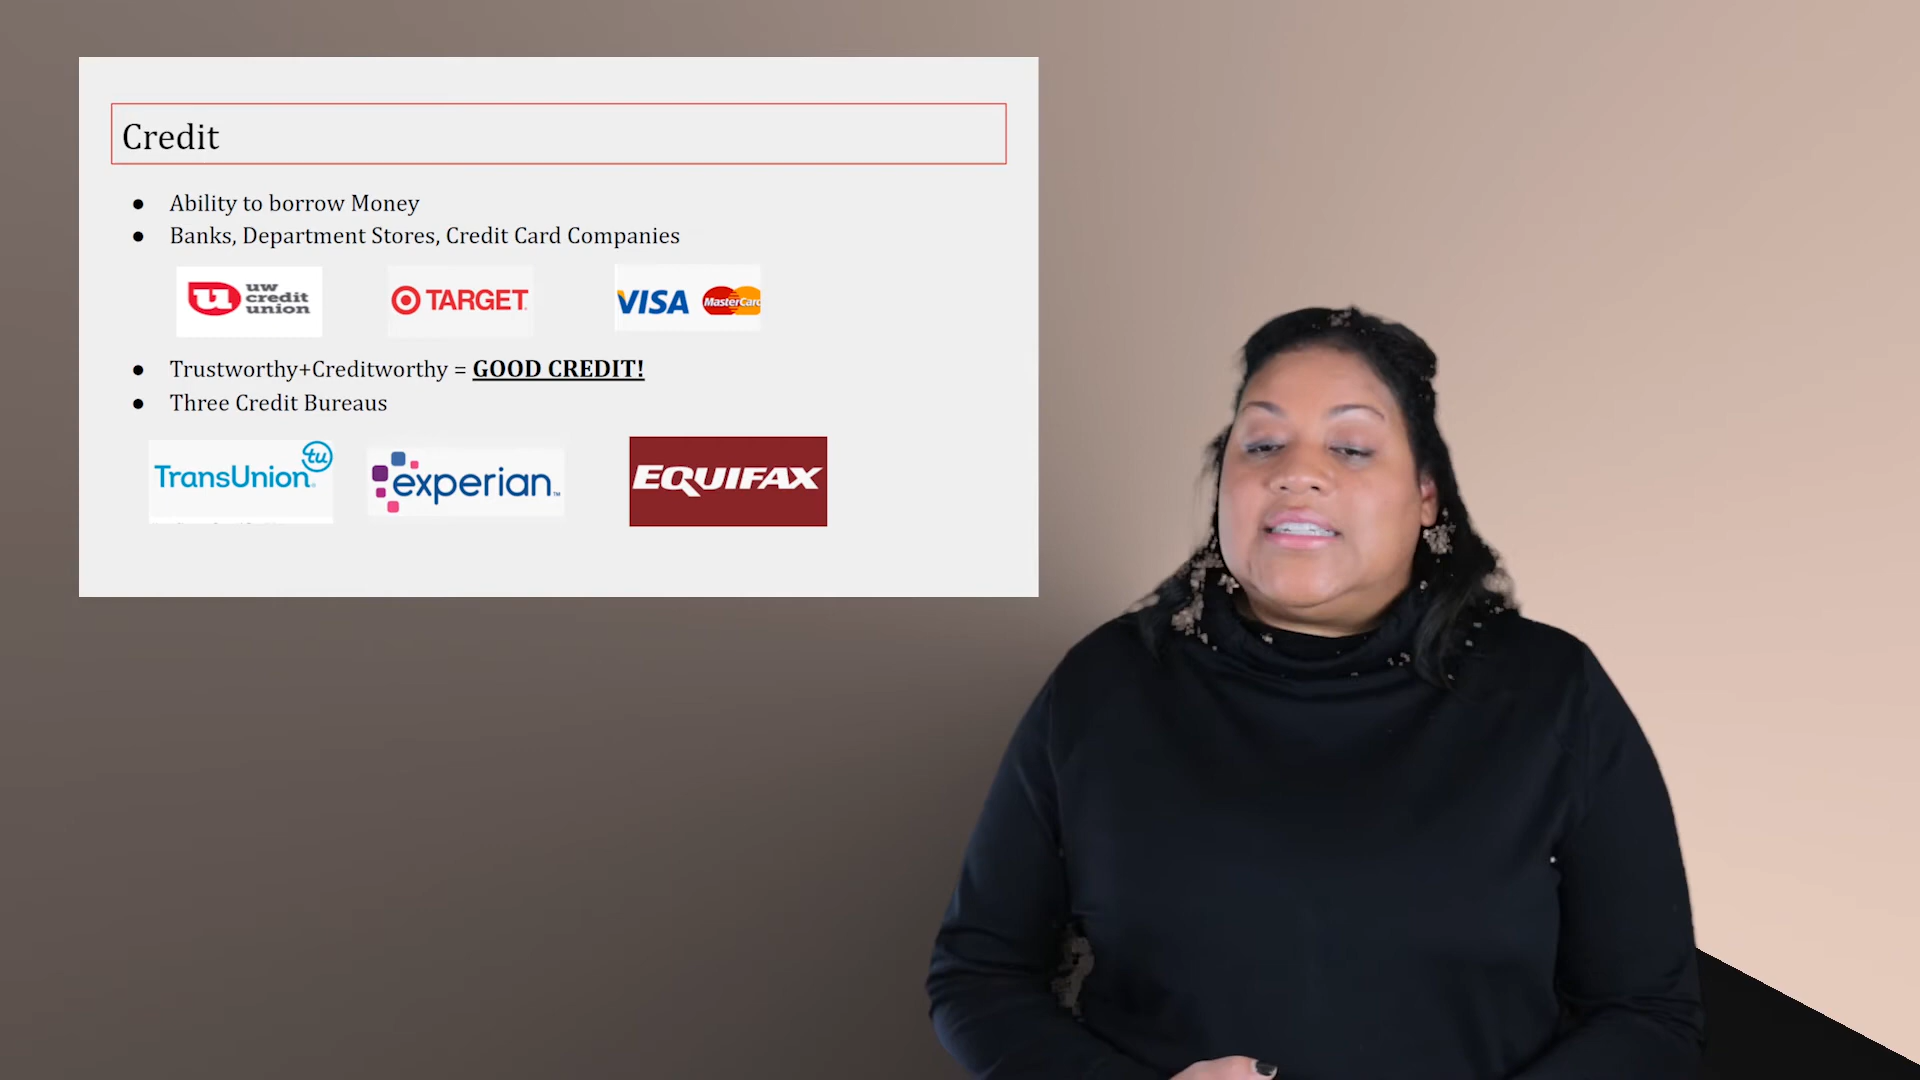 Credit
● Ability to borrow Money
● Banks, Department Stores, Credit Card Companies
u uw credit union
TARGET
VISA MasterCard
● Trustworthy+Creditworthy = GOOD CREDIT!
● Three Credit Bureaus
TransUnion tu
experian™
EQUIFAX